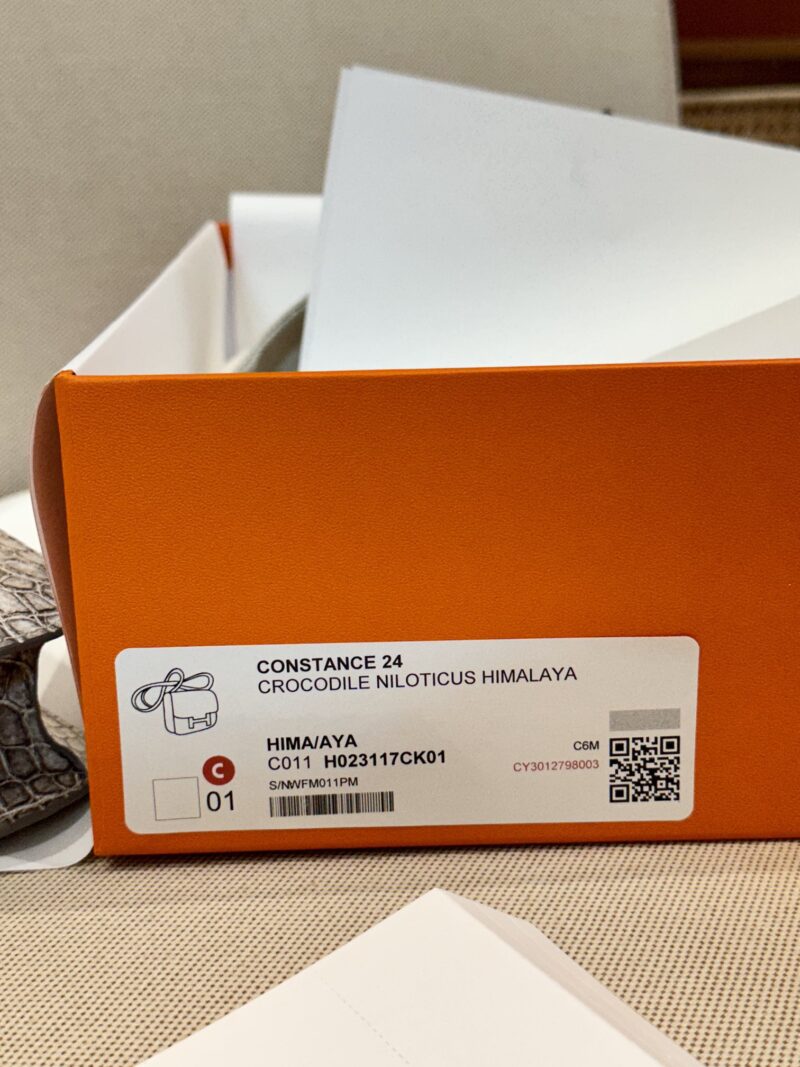 CONSTANCE 24
CROCODILE NILOTICUS HIMALAYA
HIMA/AYA
C011 H023117CK01
S/NWFM011PM
C
01
C6M
CY3012798003